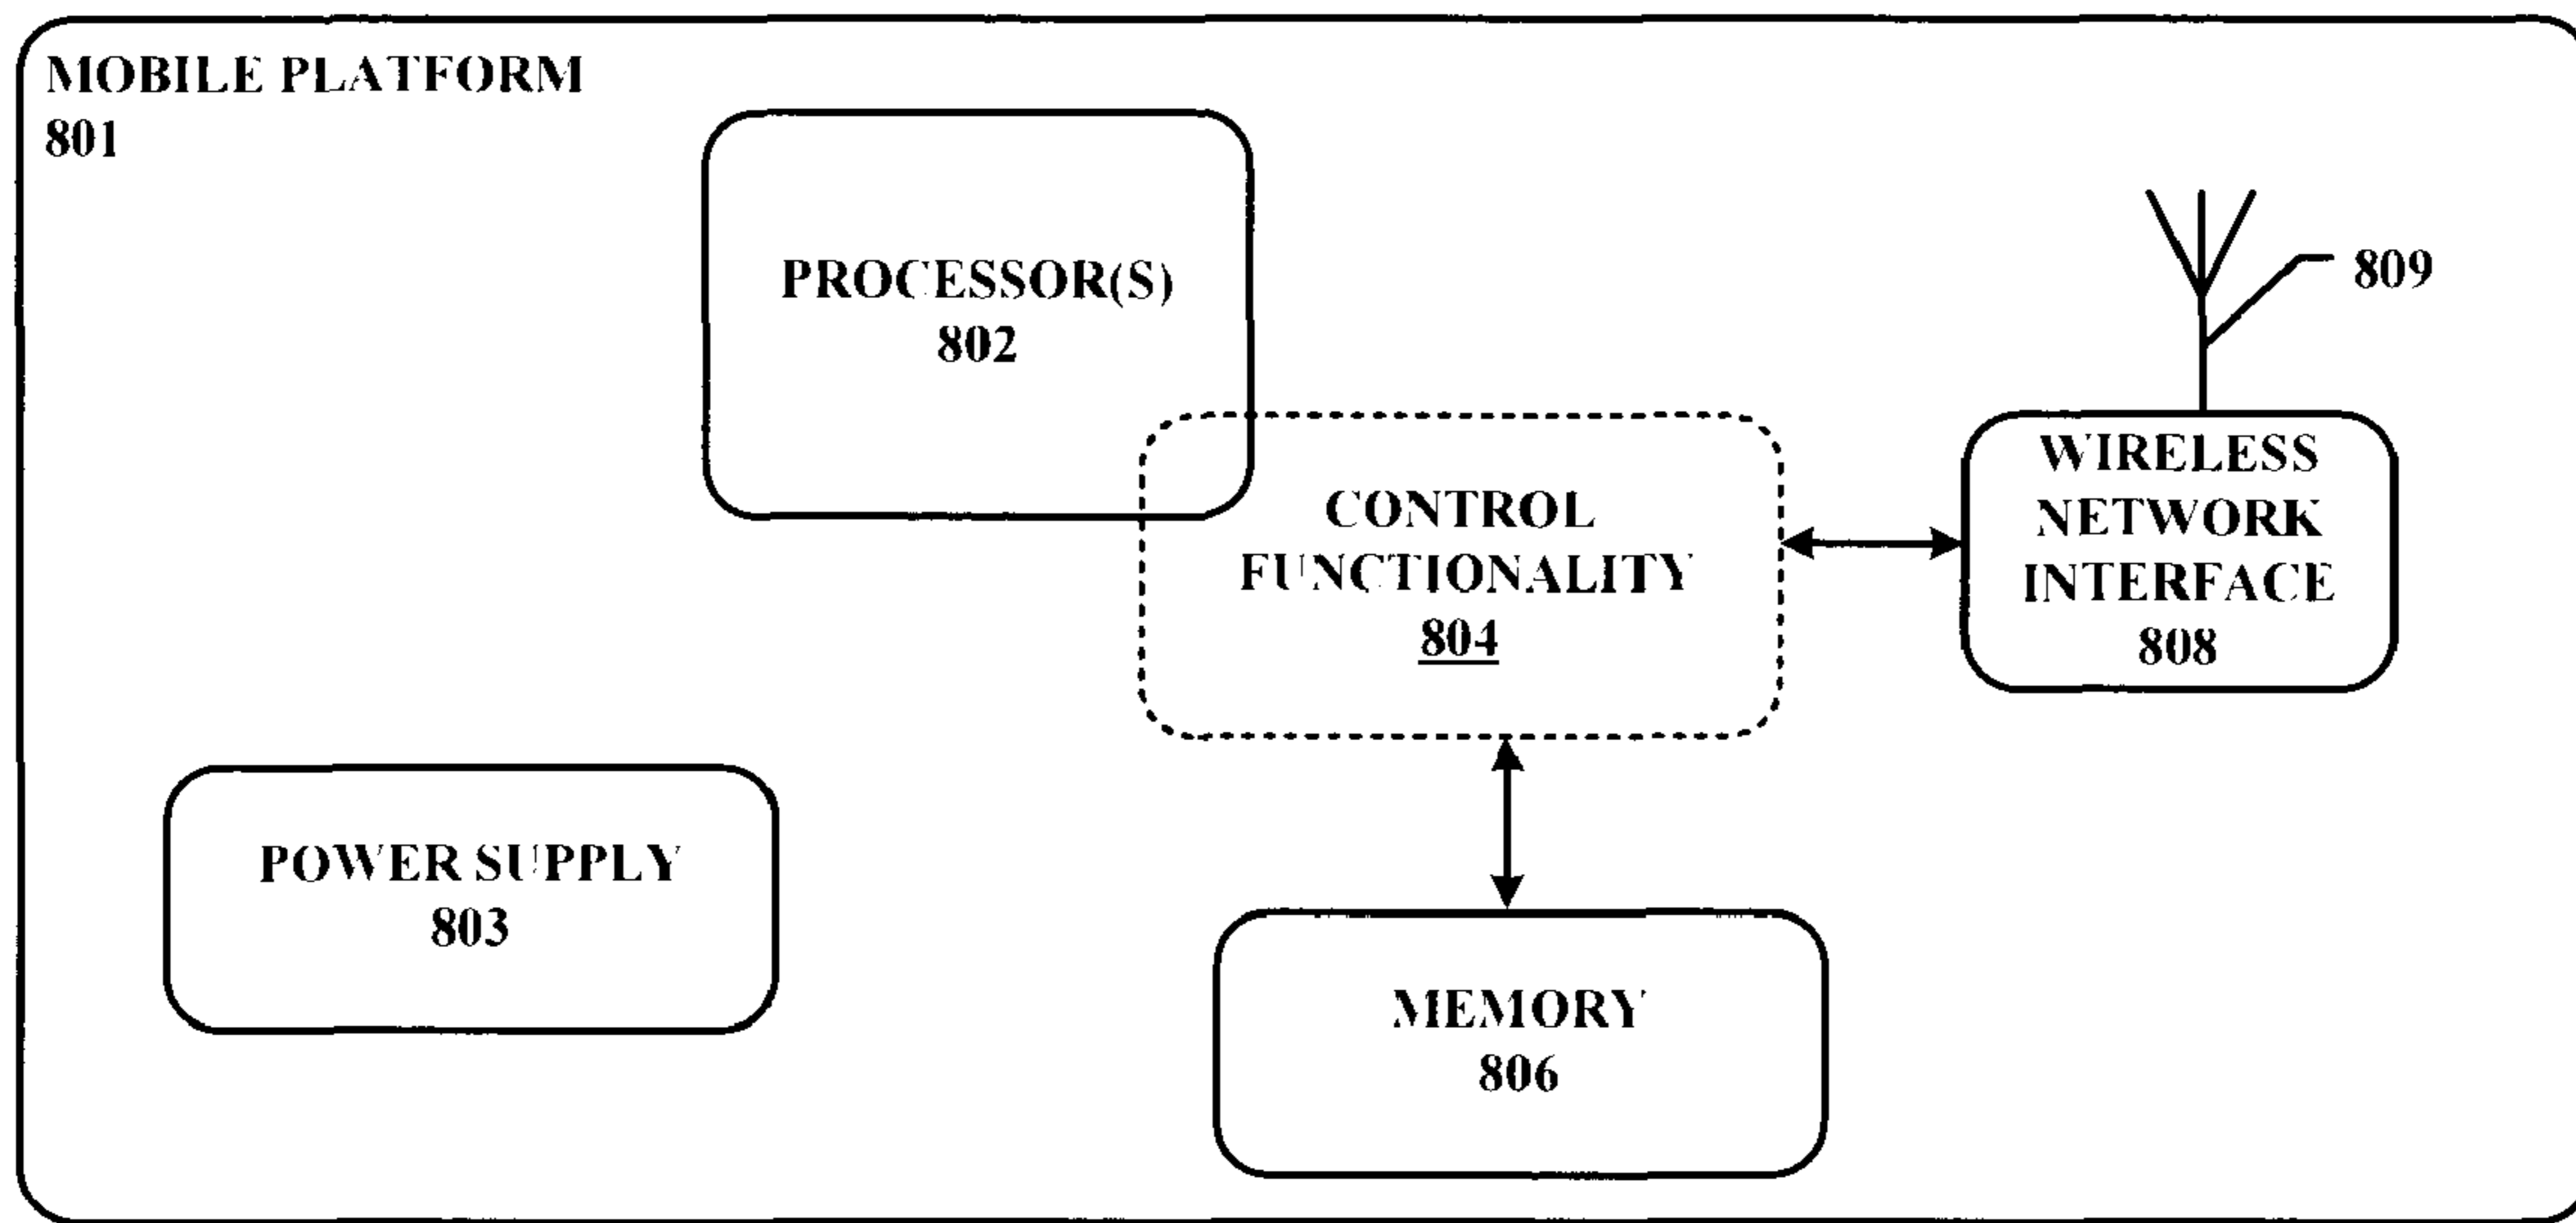 MOBILE PLATFORM
801
PROCESSOR(S)
802
809
WIRELESS
NETWORK
INTERFACE
808
CONTROL
FUNCTIONALITY
804
POWER SUPPLY
803
MEMORY
806